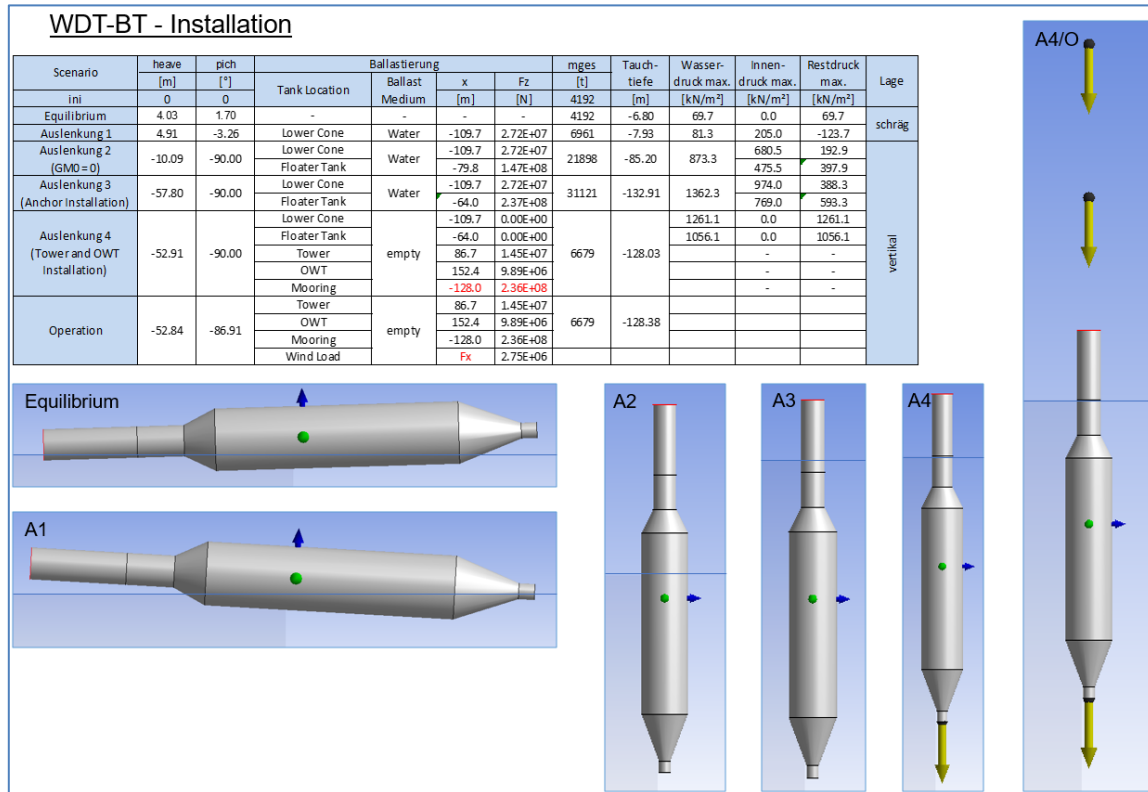 WDT-BT - Installation
Scenario heave pich Ballastierung mges Tauch- Wasser- Innen- Restdruck Lage
[m] [°] Tank Location Ballast x Fz [t] tiefe druck max. druck max. max.
ini 0 0 Medium [m] [N] 4192 [m] [kN/m²] [kN/m²] [kN/m²]
Equilibrium 4.03 1.70 - - - - 4192 -6.80 69.7 0.0 69.7 schräg
Auslenkung 1 4.91 -3.26 Lower Cone Water -109.7 2.72E+07 6961 -7.93 81.3 205.0 -123.7
Auslenkung 2 -10.09 -90.00 Lower Cone Water -109.7 2.72E+07 21898 -85.20 873.3 680.5 192.9 vertikal
(GM0 = 0) Floater Tank -79.8 1.47E+08 475.5 397.9
Auslenkung 3 -57.80 -90.00 Lower Cone Water -109.7 2.72E+07 31121 -132.91 1362.3 974.0 388.3
(Anchor Installation) Floater Tank -64.0 2.37E+08 769.0 593.3
Lower Cone -109.7 0.00E+00 1261.1 0.0 1261.1
Auslenkung 4 Floater Tank -64.0 0.00E+00 1056.1 0.0 1056.1
(Tower and OWT -52.91 -90.00 Tower empty 86.7 1.45E+07 6679 -128.03 - -
Installation) OWT 152.4 9.89E+06 - -
Mooring -128.0 2.36E+08 - -
Tower 86.7 1.45E+07
Operation -52.84 -86.91 OWT empty 152.4 9.89E+06 6679 -128.38
Mooring -128.0 2.36E+08
Wind Load Fx 2.75E+06
A4/O
Equilibrium
A1
A2
A3
A4